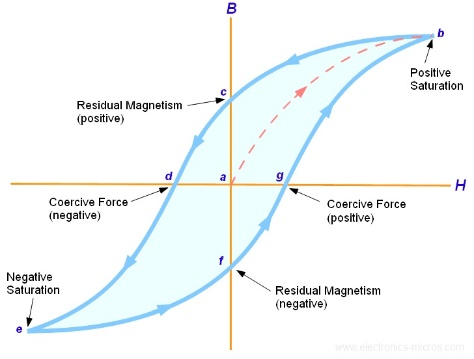 B
b
Positive
Saturation
c
Residual Magnetism
(positive)
d
a
g
H
Coercive Force
(negative)
Coercive Force
(positive)
f
Negative
Saturation
Residual Magnetism
(negative)
e
www.electronics-micros.com